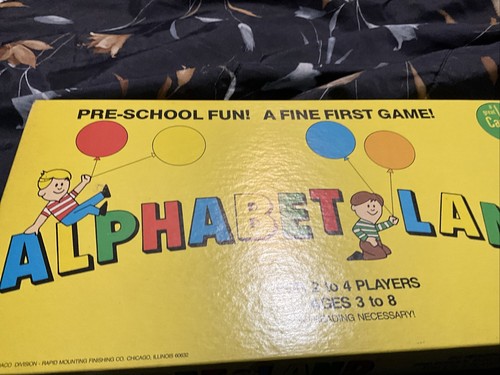 PRE-SCHOOL FUN! A FINE FIRST GAME!
ALPHABET LAN
2 to 4 PLAYERS
AGES 3 to 8
NECESSARY!
DIVISION - RAPID MOUNTING FINISHING CO. CHICAGO, ILLINOIS